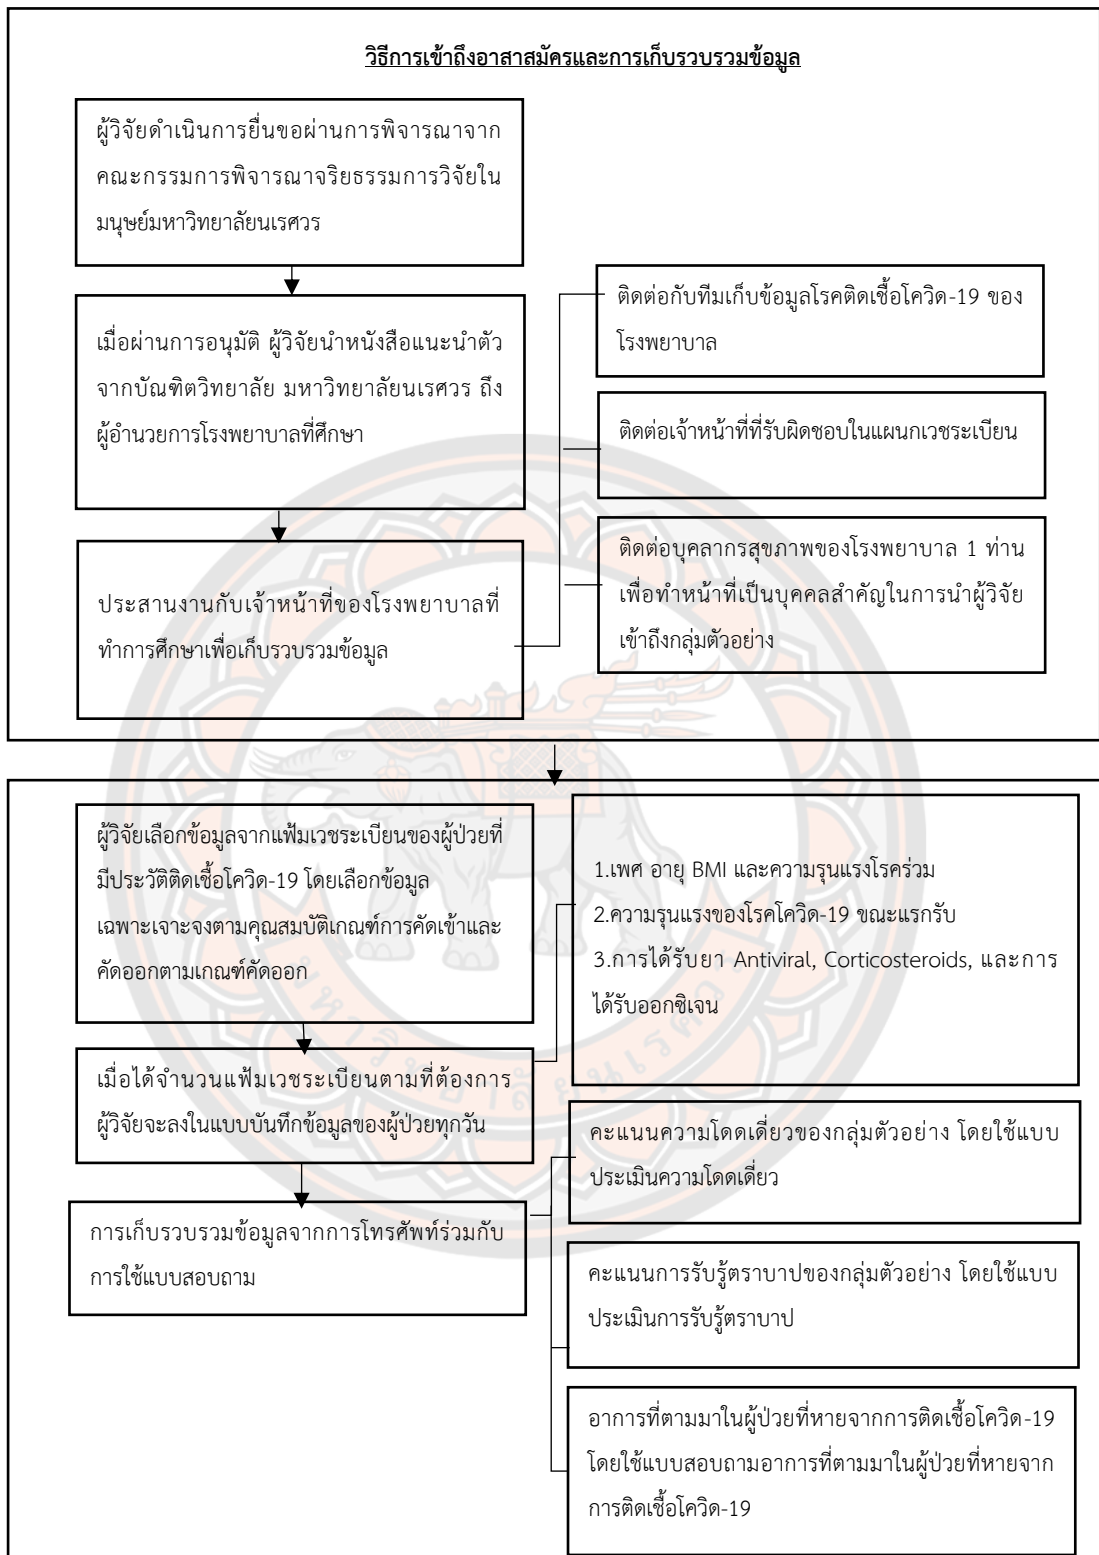 วิธีการเข้าถึงอาสาสมัครและการเก็บรวบรวมข้อมูล
ผู้วิจัยดำเนินการยื่นขอผ่านการพิจารณาจาก
คณะกรรมการพิจารณาจริยธรรมการวิจัยใน
มนุษย์มหาวิทยาลัยนเรศวร
เมื่อผ่านการอนุมัติ ผู้วิจัยนำหนังสือแนะนำตัว
จากบัณฑิตวิทยาลัย มหาวิทยาลัยนเรศวร ถึง
ผู้อำนวยการโรงพยาบาลที่ศึกษา
ประสานงานกับเจ้าหน้าที่ของโรงพยาบาลที่
ทำการศึกษาเพื่อเก็บรวบรวมข้อมูล
ติดต่อกับทีมเก็บข้อมูลโรคติดเชื้อโควิด-19 ของ
โรงพยาบาล
ติดต่อเจ้าหน้าที่ที่รับผิดชอบในแผนกเวชระเบียน
ติดต่อบุคลากรสุขภาพของโรงพยาบาล 1 ท่าน
เพื่อทำหน้าที่เป็นบุคคลสำคัญในการนำผู้วิจัย
เข้าถึงกลุ่มตัวอย่าง
ผู้วิจัยเลือกข้อมูลจากแฟ้มเวชระเบียนของผู้ป่วยที่
มีประวัติติดเชื้อโควิด-19 โดยเลือกข้อมูล
เฉพาะเจาะจงตามคุณสมบัติเกณฑ์การคัดเข้าและ
คัดออกตามเกณฑ์คัดออก
เมื่อได้จำนวนแฟ้มเวชระเบียนตามที่ต้องการ
ผู้วิจัยจะลงในแบบบันทึกข้อมูลของผู้ป่วยทุกวัน
การเก็บรวบรวมข้อมูลจากการโทรศัพท์ร่วมกับ
การใช้แบบสอบถาม
1.เพศ อายุ BMI และความรุนแรงโรคร่วม
2.ความรุนแรงของโรคโควิด-19 ขณะแรกรับ
3.การได้รับยา Antiviral, Corticosteroids, และการ
ได้รับออกซิเจน
คะแนนความโดดเดี่ยวของกลุ่มตัวอย่าง โดยใช้แบบ
ประเมินความโดดเดี่ยว
คะแนนการรับรู้ตราบาปของกลุ่มตัวอย่าง โดยใช้แบบ
ประเมินการรับรู้ตราบาป
อาการที่ตามมาในผู้ป่วยที่หายจากการติดเชื้อโควิด-19
โดยใช้แบบสอบถามอาการที่ตามมาในผู้ป่วยที่หายจาก
การติดเชื้อโควิด-19
มหาวิทยาลัยนเรศวร